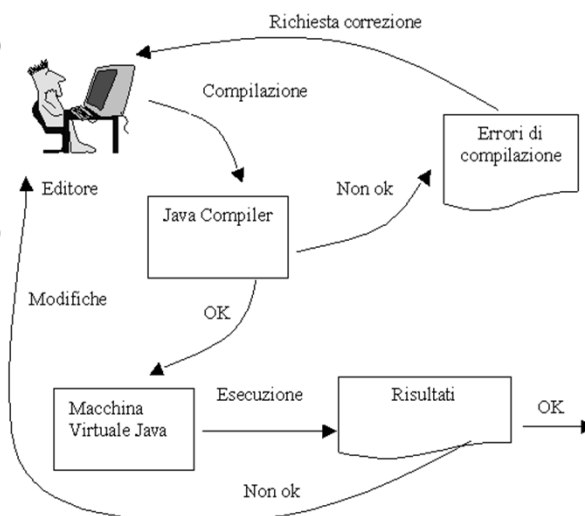 Richiesta correzione
Compilazione
Errori di
compilazione
Editore
Java Compiler
Non ok
Modifiche
OK
Macchina
Virtuale Java
Esecuzione
Risultati
OK
Non ok